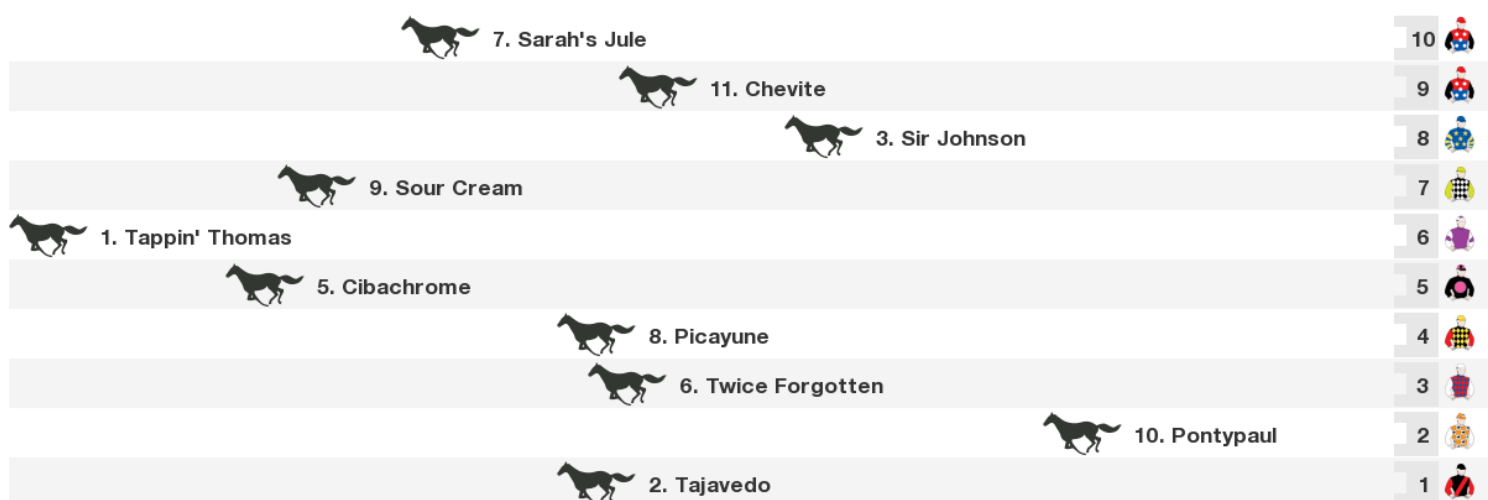 7. Sarah's Jule 10
11. Chevite 9
3. Sir Johnson 8
9. Sour Cream 7
1. Tappin' Thomas 6
5. Cibachrome 5
8. Picayune 4
6. Twice Forgotten 3
10. Pontypaul 2
2. Tajavedo 1